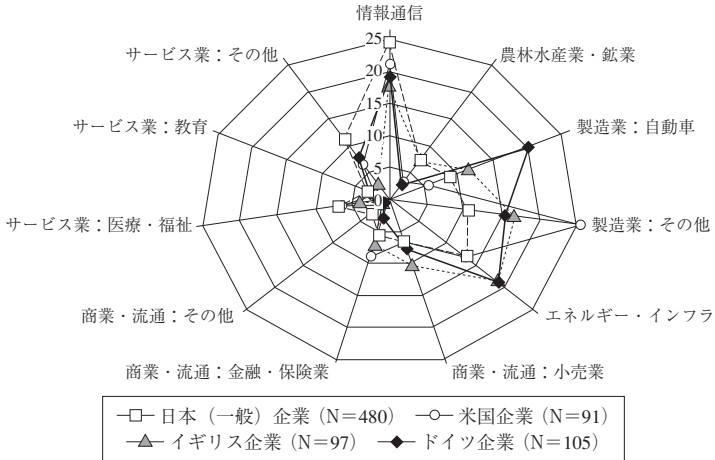 情報通信
サービス業：その他
農林水産業・鉱業
サービス業：教育
製造業：自動車
サービス業：医療・福祉
製造業：その他
商業・流通：その他
エネルギー・インフラ
商業・流通：金融・保険業
商業・流通：小売業
25
20
15
10
5
0
日本（一般）企業（N＝480）
米国企業（N＝91）
イギリス企業（N＝97）
ドイツ企業（N＝105）